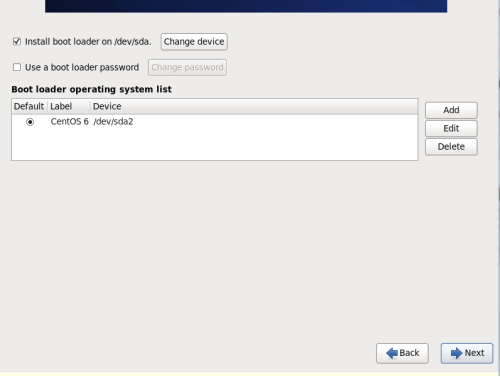 Install boot loader on /dev/sda. Change device
Use a boot loader password Change password
Boot loader operating system list
Default Label Device
CentOS 6 /dev/sda2
Add
Edit
Delete
Back Next